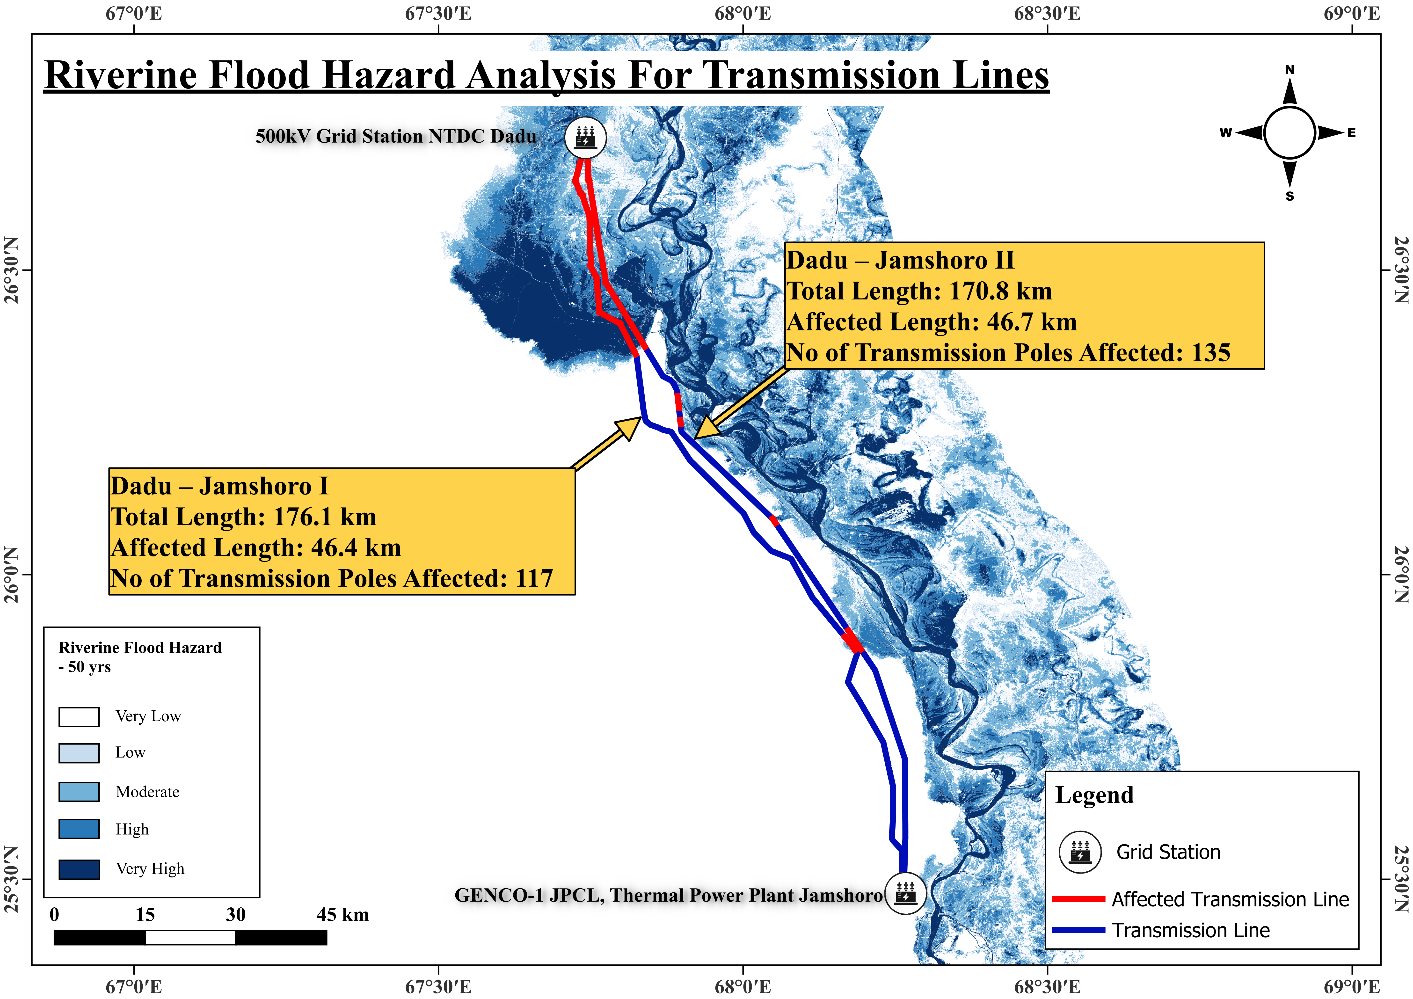 67°0′E 67°30′E 68°0′E 68°30′E 69°0′E
Riverine Flood Hazard Analysis For Transmission Lines
N
W E
S
500kV Grid Station NTDC Dadu
26°30′N 26°30′N
Dadu – Jamshoro II
Total Length: 170.8 km
Affected Length: 46.7 km
No of Transmission Poles Affected: 135
Dadu – Jamshoro I
Total Length: 176.1 km
Affected Length: 46.4 km
No of Transmission Poles Affected: 117
26°0′N 26°0′N
Riverine Flood Hazard
- 50 yrs
Very Low
Low
Moderate
High
Very High
Legend
Grid Station
Affected Transmission Line
Transmission Line
GENCO-1 JPCL, Thermal Power Plant Jamshoro
25°30′N 25°30′N
0 15 30 45 km
67°0′E 67°30′E 68°0′E 68°30′E 69°0′E